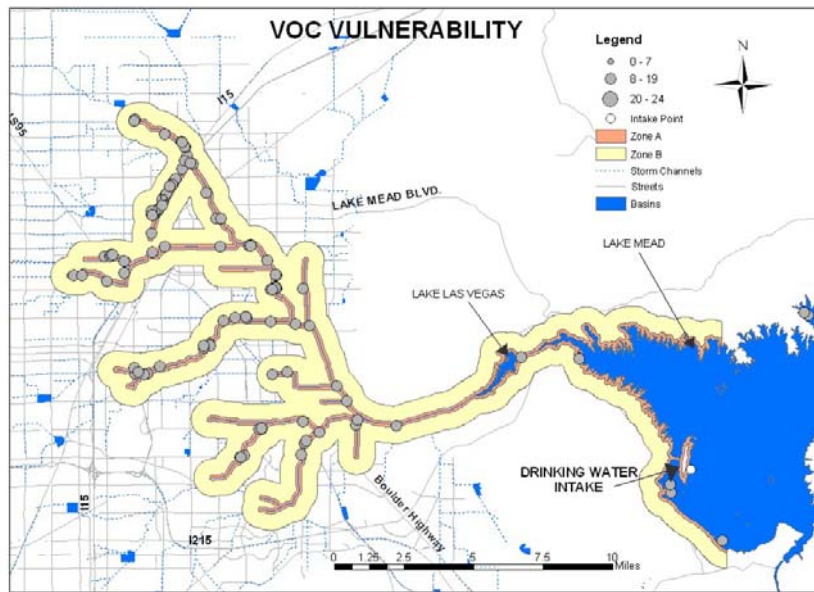 VOC VULNERABILITY
Legend
0 - 7
8 - 19
20 - 24
Intake Point
Zone A
Zone B
Storm Channels
Streets
Basins
N
I15
US95
LAKE MEAD BLVD.
LAKE MEAD
LAKE LAS VEGAS
DRINKING WATER
INTAKE
Boulder Highway
I15
I215
0 1.25 2.5 5 7.5 10
Miles